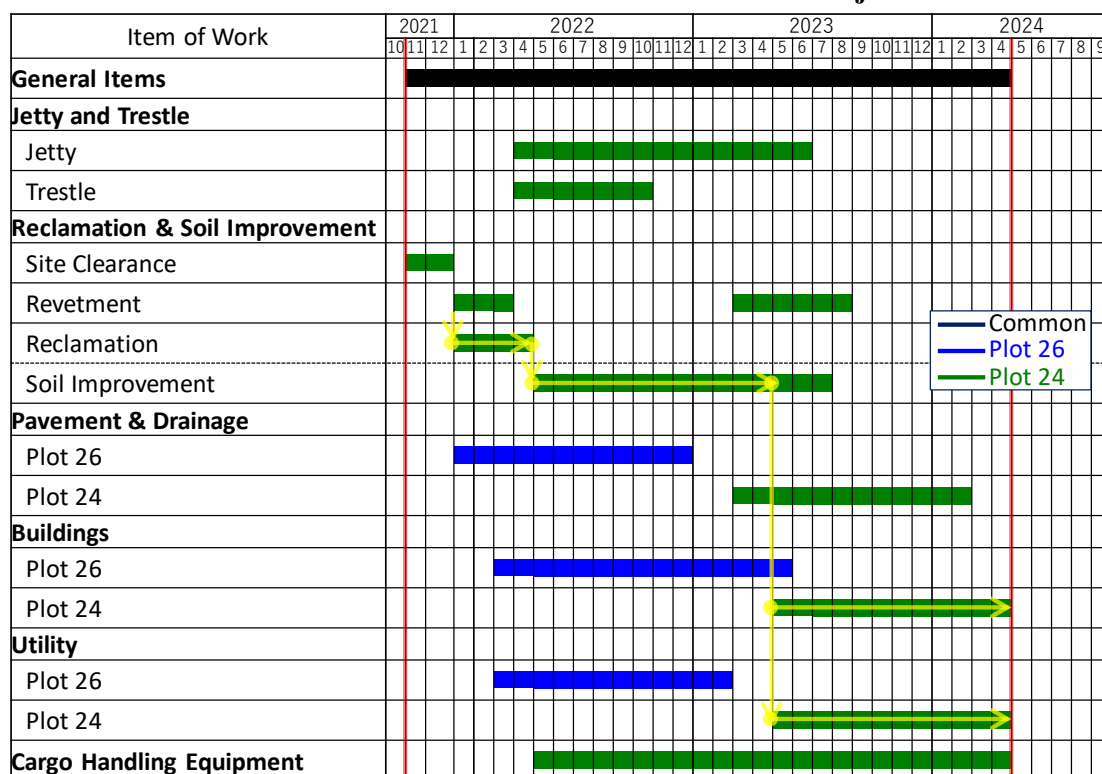 Item of Work 2021 2022 2023 2024
10 11 12 1 2 3 4 5 6 7 8 9 10 11 12 1 2 3 4 5 6 7 8 9 10 11 12 1 2 3 4 5 6 7 8 9
General Items
Jetty and Trestle
Jetty
Trestle
Reclamation & Soil Improvement
Site Clearance
Revetment
Common
Reclamation
Plot 26
Soil Improvement
Plot 24
Pavement & Drainage
Plot 26
Plot 24
Buildings
Plot 26
Plot 24
Utility
Plot 26
Plot 24
Cargo Handling Equipment